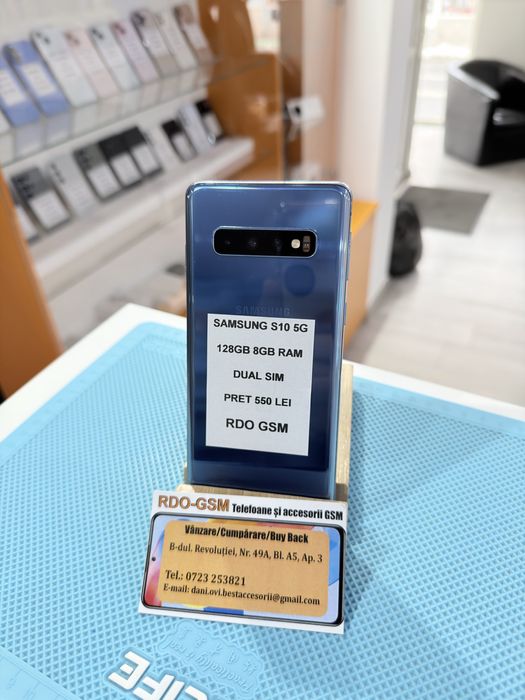 SAMSUNG
SAMSUNG S10 5G
128GB 8GB RAM
DUAL SIM
PRET 550 LEI
RDO GSM
RDO-GSM Telefoane și accesorii GSM
Vânzare/Cumpărare/Buy Back
B-dul. Revoluției, Nr. 49A, Bl. A5, Ap. 3
Tel.: 0723 253821
E-mail: dani.ovi.bestaccesorii@gmail.com